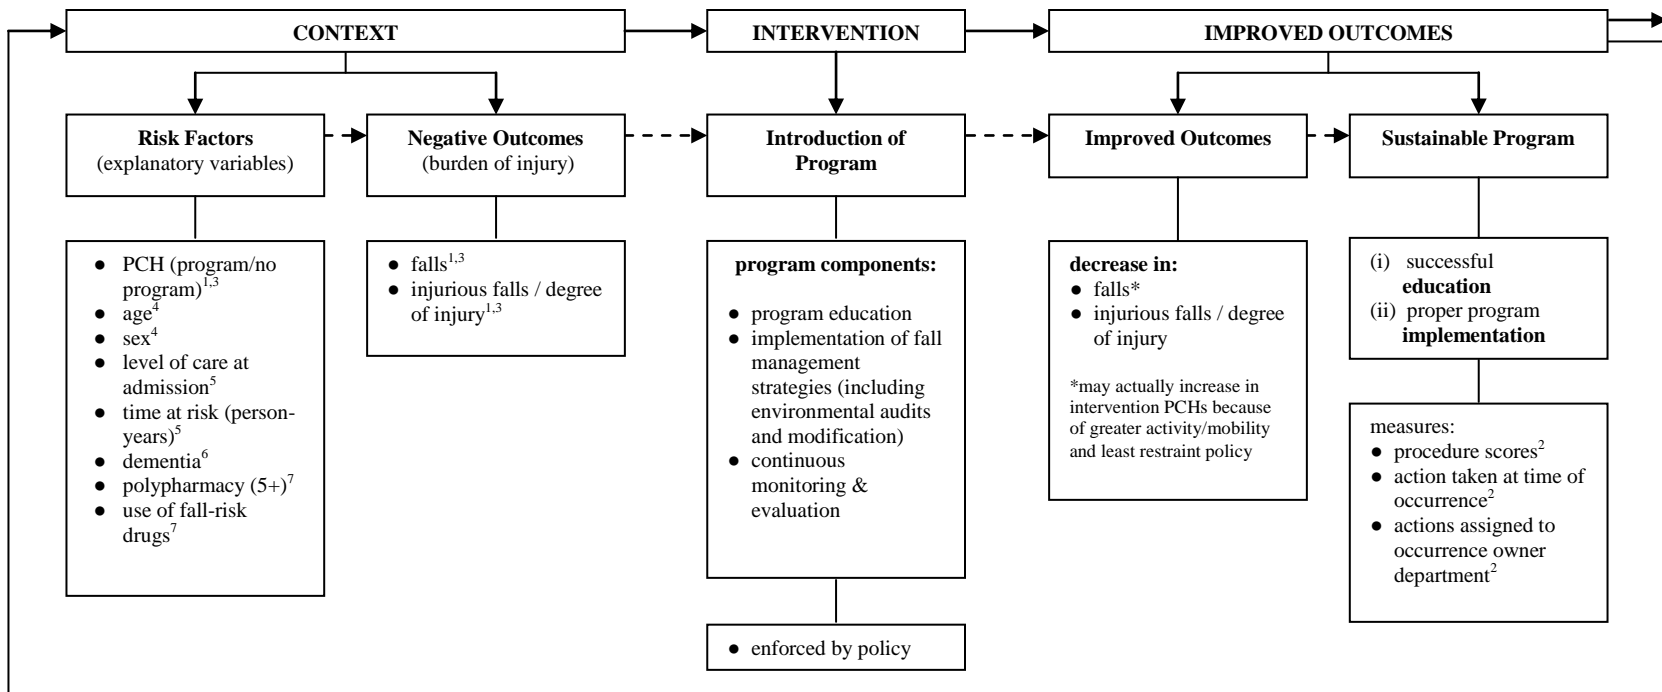 CONTEXT
INTERVENTION
IMPROVED OUTCOMES
Risk Factors
(explanatory variables)
Negative Outcomes
(burden of injury)
Introduction of
Program
Improved Outcomes
Sustainable Program
● PCH (program/no
program)1,3
● age4
● sex4
● level of care at
admission5
● time at risk (person-
years)5
● dementia6
● polypharmacy (5+)7
● use of fall-risk
drugs7
● falls1,3
● injurious falls / degree
of injury1,3
program components:
● program education
● implementation of fall
management
strategies (including
environmental audits
and modification)
● continuous
monitoring &
evaluation
● enforced by policy
decrease in:
● falls*
● injurious falls / degree
of injury
*may actually increase in
intervention PCHs because
of greater activity/mobility
and least restraint policy
(i) successful
education
(ii) proper program
implementation
measures:
● procedure scores2
● action taken at time of
occurrence2
● actions assigned to
occurrence owner
department2